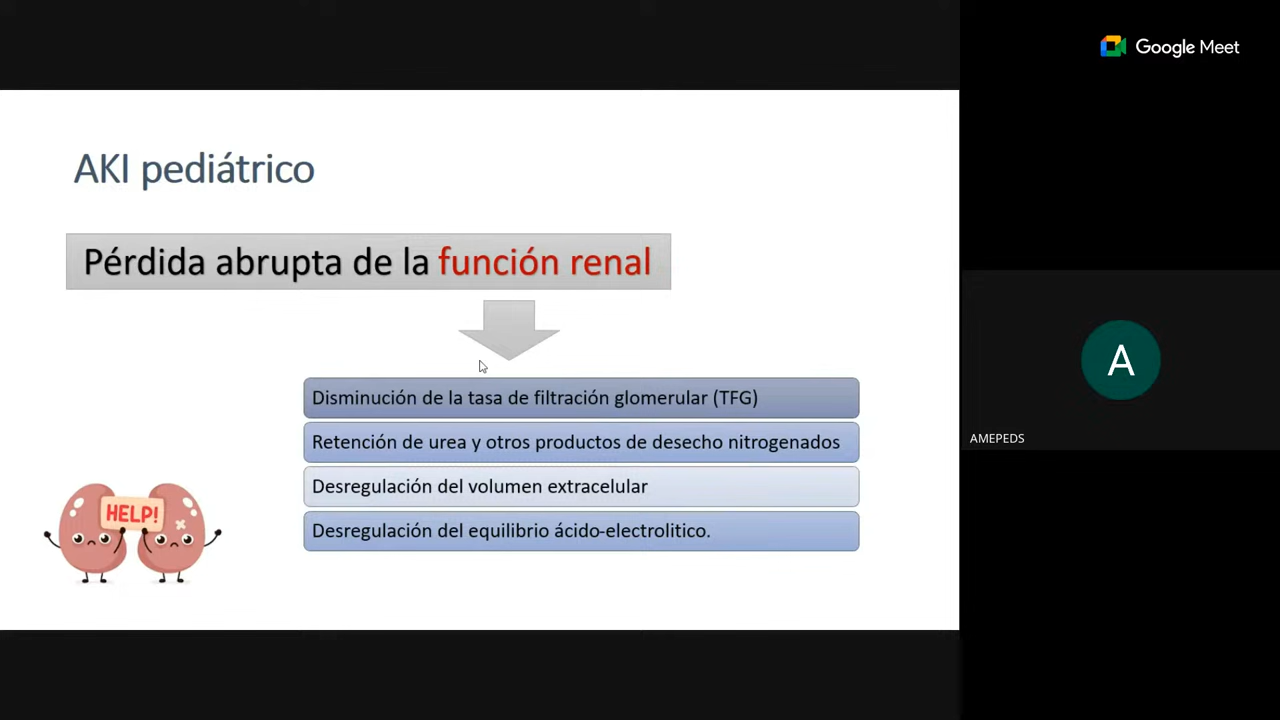 Google Meet
AKI pediátrico
Pérdida abrupta de la función renal
Disminución de la tasa de filtración glomerular (TFG)
Retención de urea y otros productos de desecho nitrogenados
Desregulación del volumen extracelular
Desregulación del equilibrio ácido-electrolitico.
HELP!
A
AMEPEDS